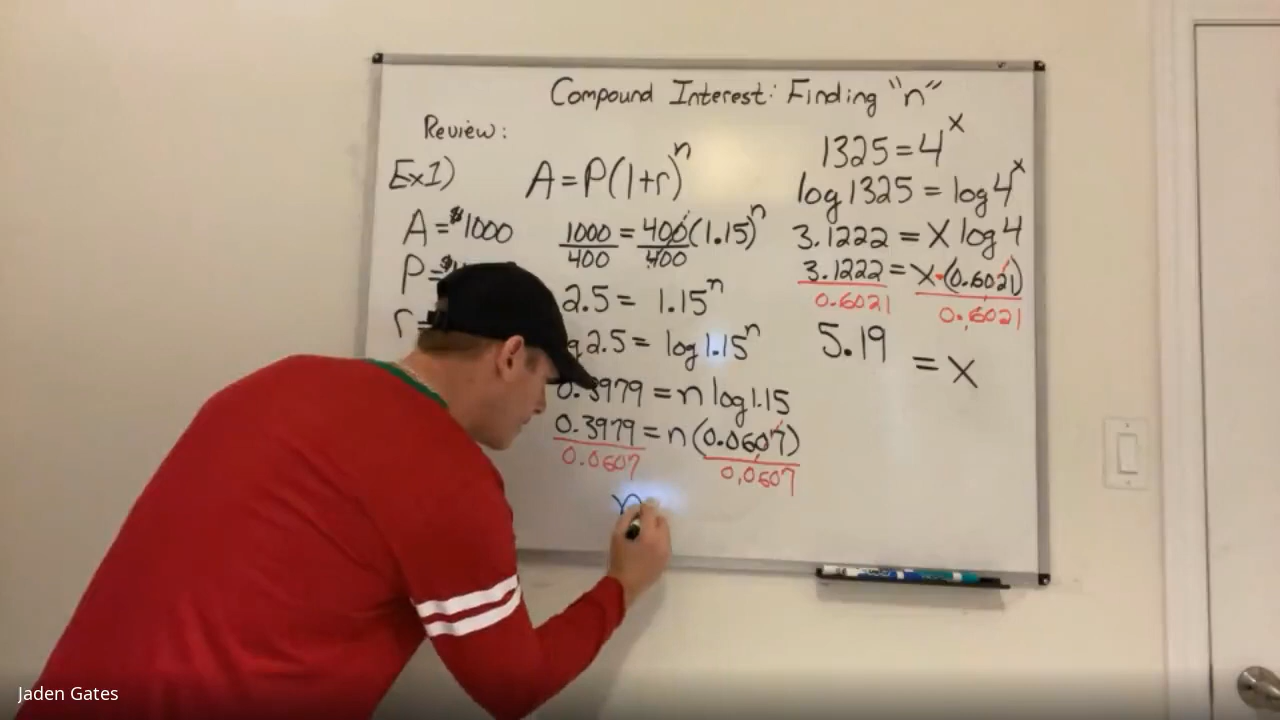 Compound Interest: Finding "n"
Review:
Ex1)
A = $1000
P = $
r =
A = P(1+r)^n
1000 = 400(1.15)^n
400 400
2.5 = 1.15^n
2.5 = log 1.15^n
0.3979 = n log 1.15
0.3979 = n(0.0607)
0.0607 0.0607
n
1325 = 4^x
log 1325 = log 4^x
3.1222 = x log 4
3.1222 = x·(0.6021)
0.6021 0.6021
5.19 = x
Jaden Gates